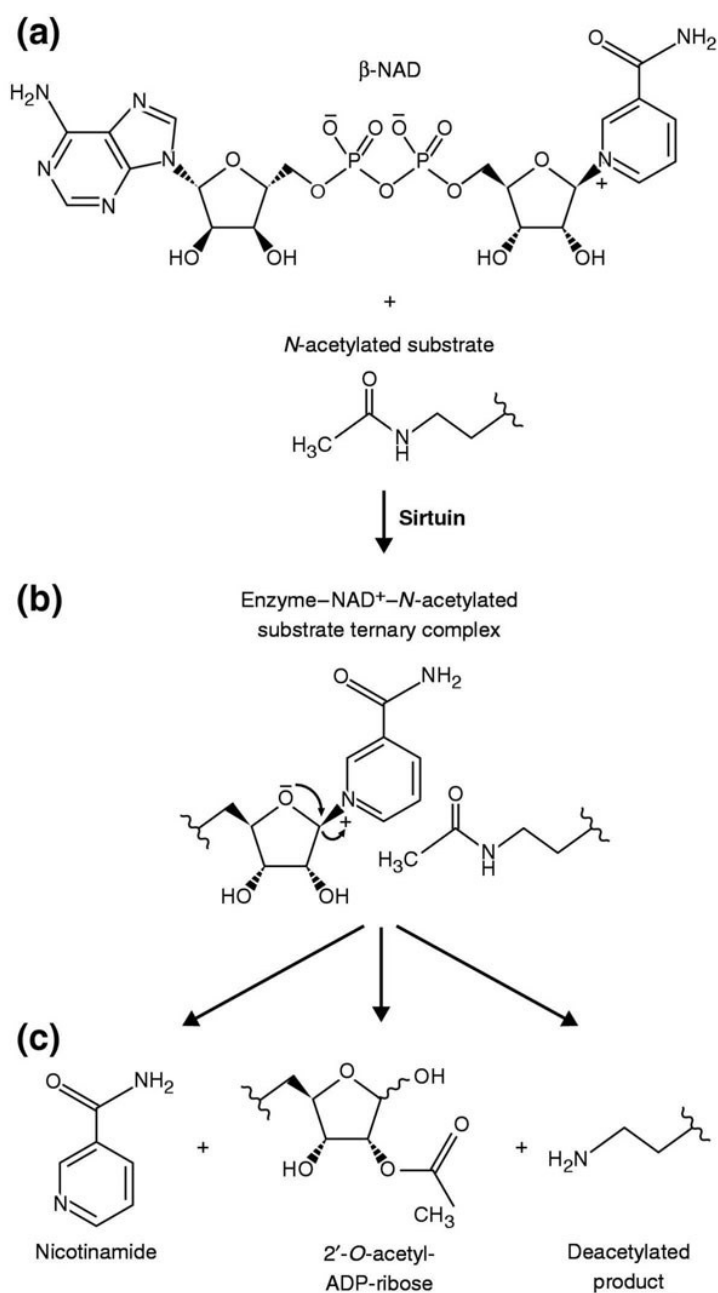 (a)
β-NAD
O NH₂
H₂N
N N
N N N
O
O⁻ O O⁻ O
P P
O O O
O
N
+
HO OH
HO OH
+
N-acetylated substrate
O
H₃C N
H
Sirtuin
(b)
Enzyme–NAD⁺–N-acetylated
substrate ternary complex
O NH₂
O⁻ N
+
HO OH
O
H₃C N
H
(c)
O NH₂
N
Nicotinamide
+
O OH
HO O O
CH₃
2′-O-acetyl-
ADP-ribose
+
H₂N
Deacetylated
product